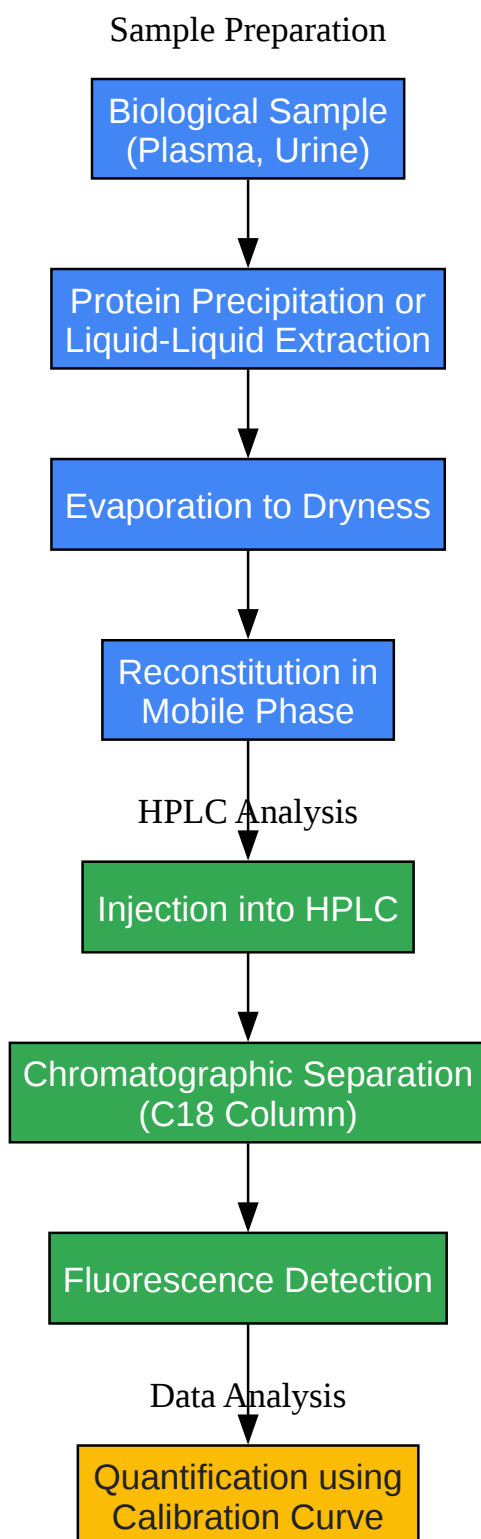 Sample Preparation
Biological Sample
(Plasma, Urine)
Protein Precipitation or
Liquid-Liquid Extraction
Evaporation to Dryness
Reconstitution in
Mobile Phase
HPLC Analysis
Injection into HPLC
Chromatographic Separation
(C18 Column)
Fluorescence Detection
Data Analysis
Quantification using
Calibration Curve